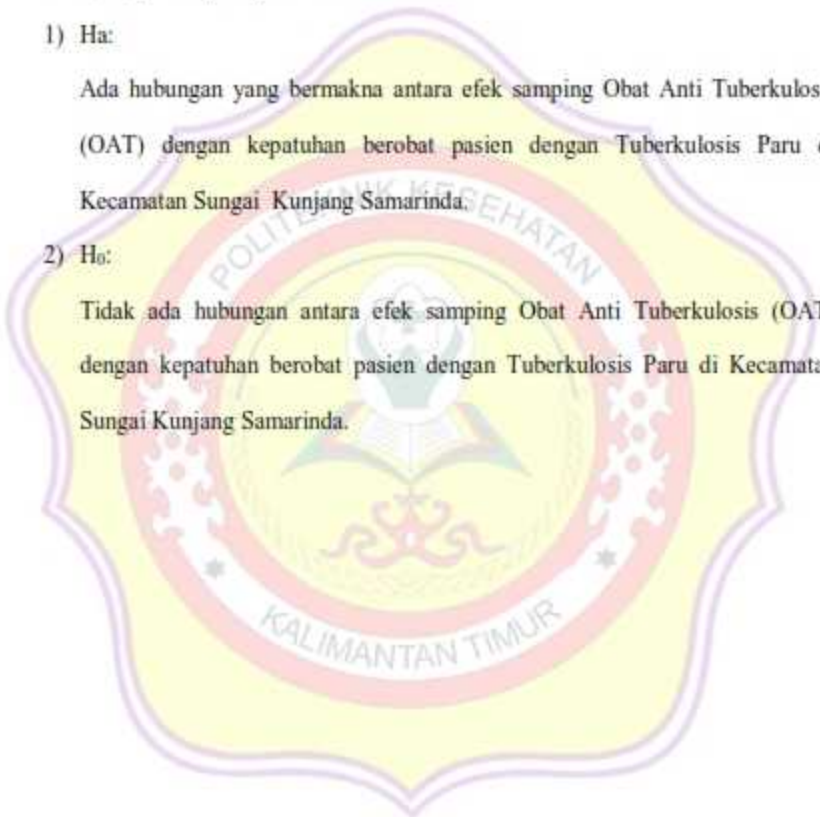 1) Ha:
Ada hubungan yang bermakna antara efek samping Obat Anti Tuberkulos
(OAT) dengan kepatuhan berobat pasien dengan Tuberkulosis Paru
Kecamatan Sungai Kunjang Samarinda.
2) H₀:
Tidak ada hubungan antara efek samping Obat Anti Tuberkulosis (OAT
dengan kepatuhan berobat pasien dengan Tuberkulosis Paru di Kecamata
Sungai Kunjang Samarinda.
POLITEKNIK KESEHATAN
KALIMANTAN TIMUR